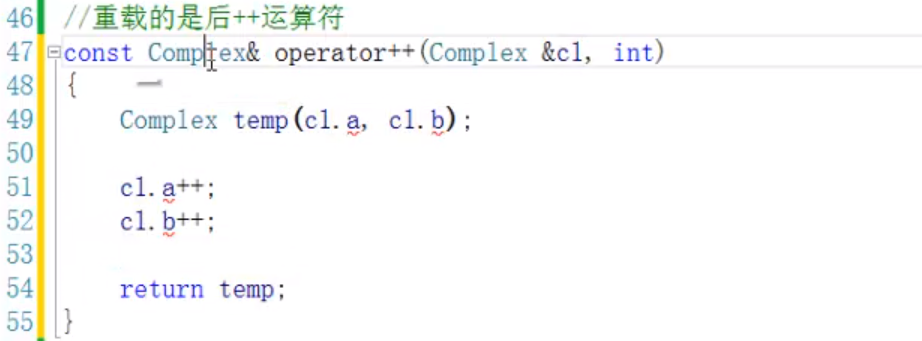 46 //重载的是后++运算符
47 const Complex& operator++(Complex &c1, int)
48 {
49 Complex temp(c1.a, c1.b);
50
51 c1.a++;
52 c1.b++;
53
54 return temp;
55 }